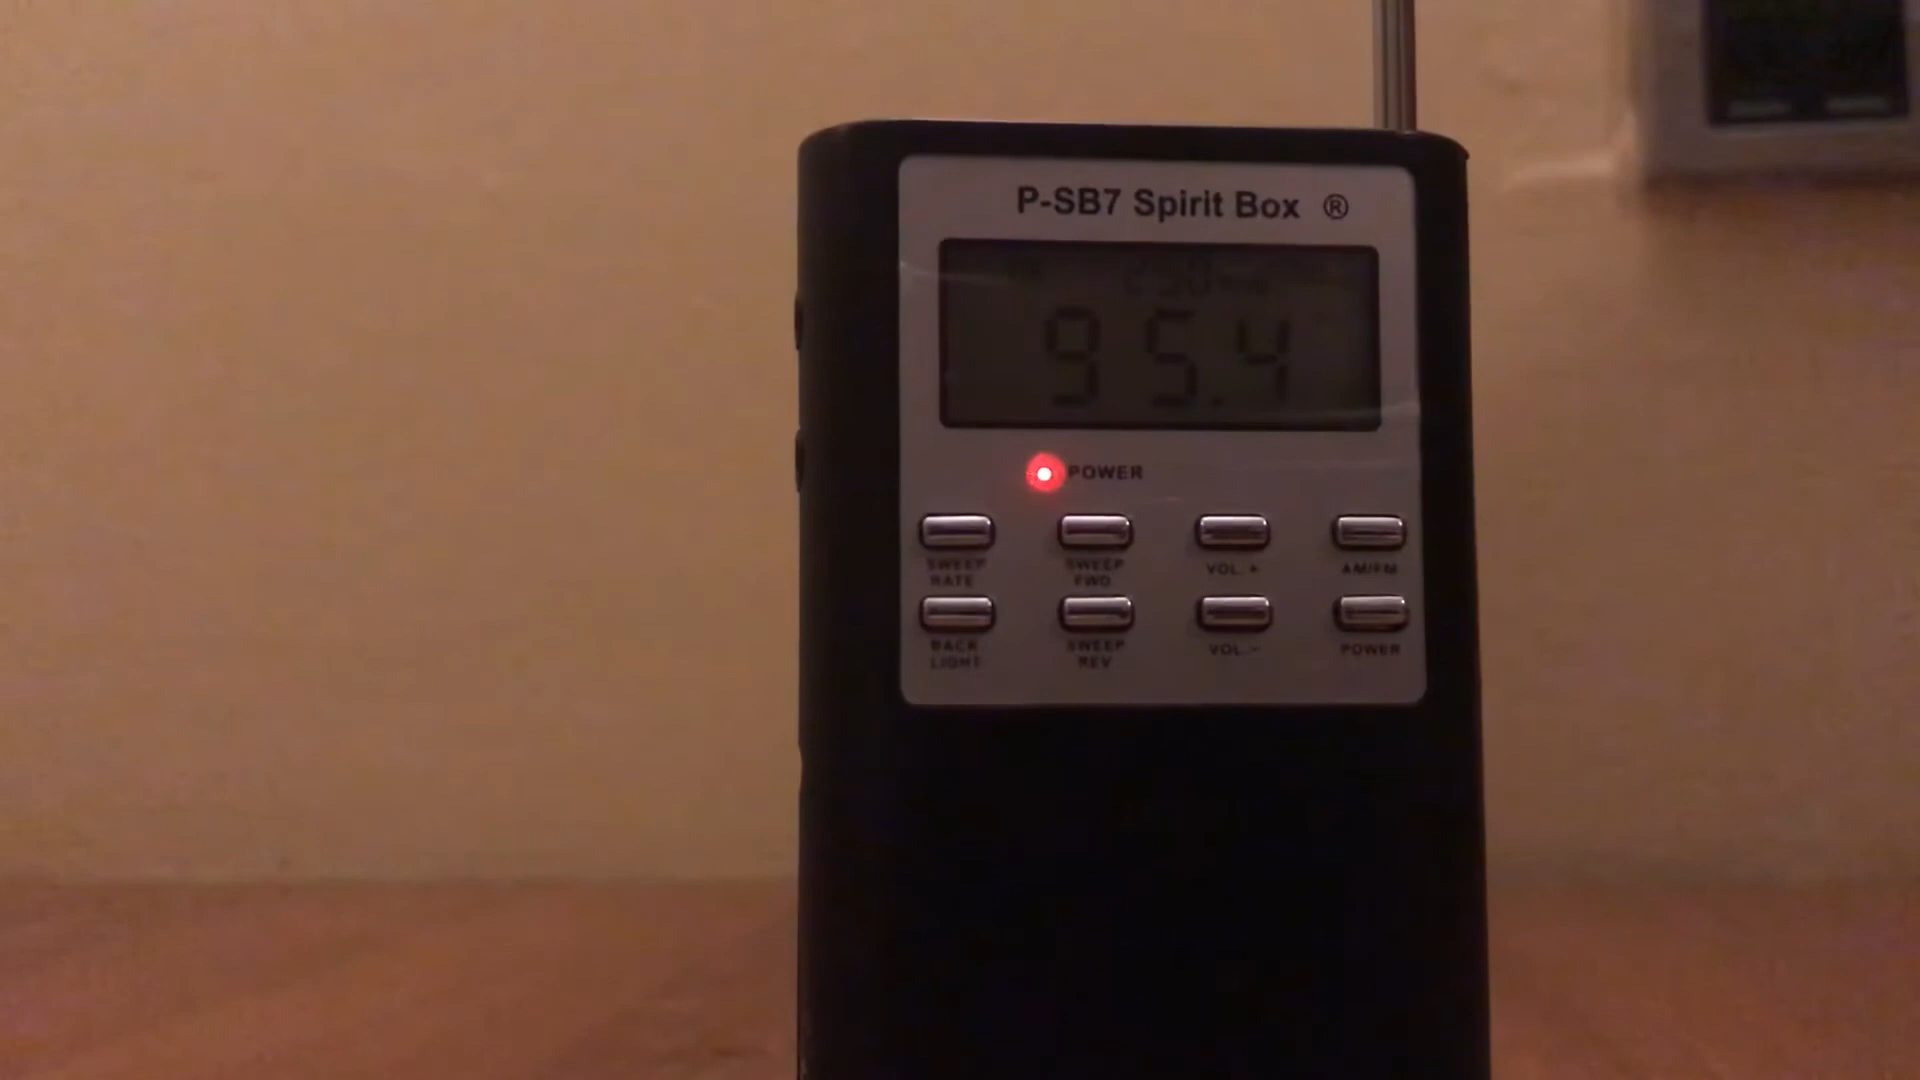 P-SB7 Spirit Box ®
250
95.4
POWER
SWEEP RATE
SWEEP FWD
VOL. +
AM/FM
BACK LIGHT
SWEEP REV
VOL. -
POWER